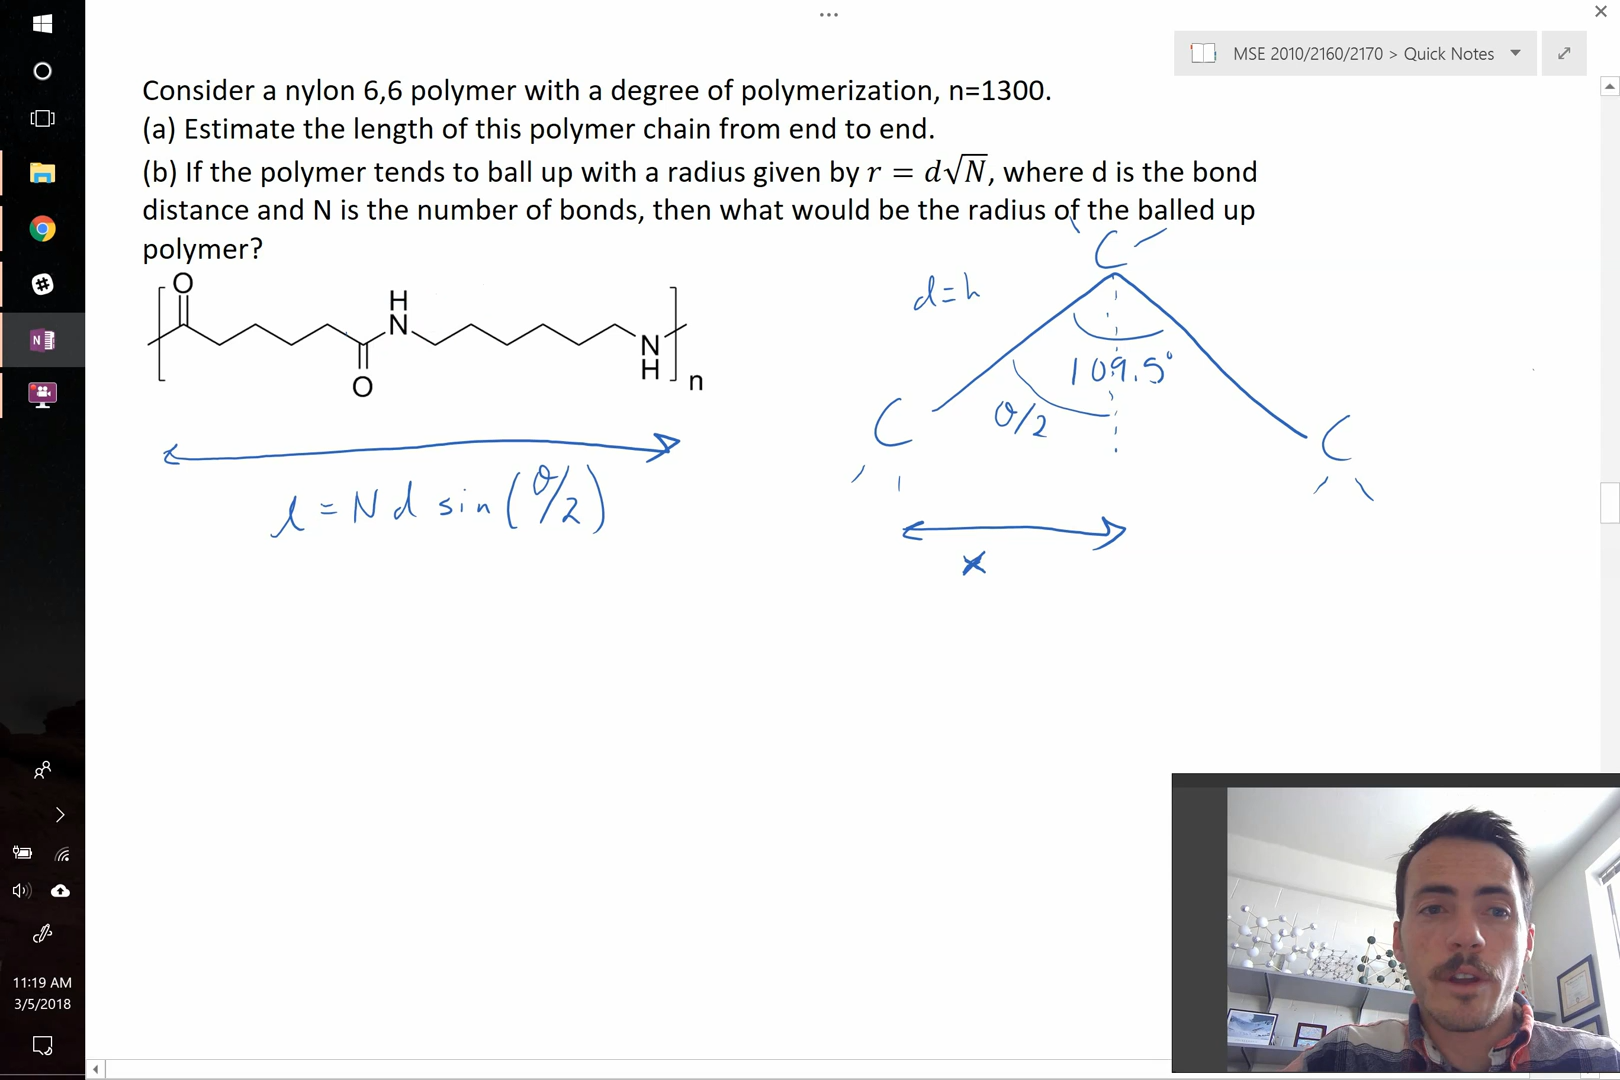 MSE 2010/2160/2170 > Quick Notes
Consider a nylon 6,6 polymer with a degree of polymerization, n=1300.
(a) Estimate the length of this polymer chain from end to end.
(b) If the polymer tends to ball up with a radius given by r = d√N, where d is the bond
distance and N is the number of bonds, then what would be the radius of the balled up
polymer?
O
H
N
N
H
O
n
l = N d sin(θ/2)
d=h
C
109.5°
θ/2
C
C
x
N
11:19 AM
3/5/2018